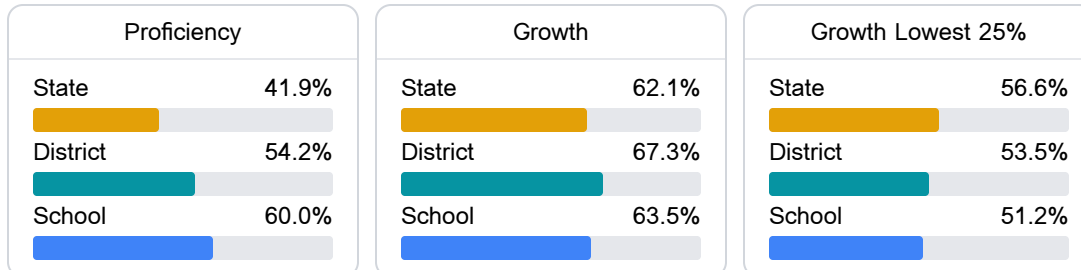 Proficiency
State 41.9%
District 54.2%
School 60.0%
Growth
State 62.1%
District 67.3%
School 63.5%
Growth Lowest 25%
State 56.6%
District 53.5%
School 51.2%